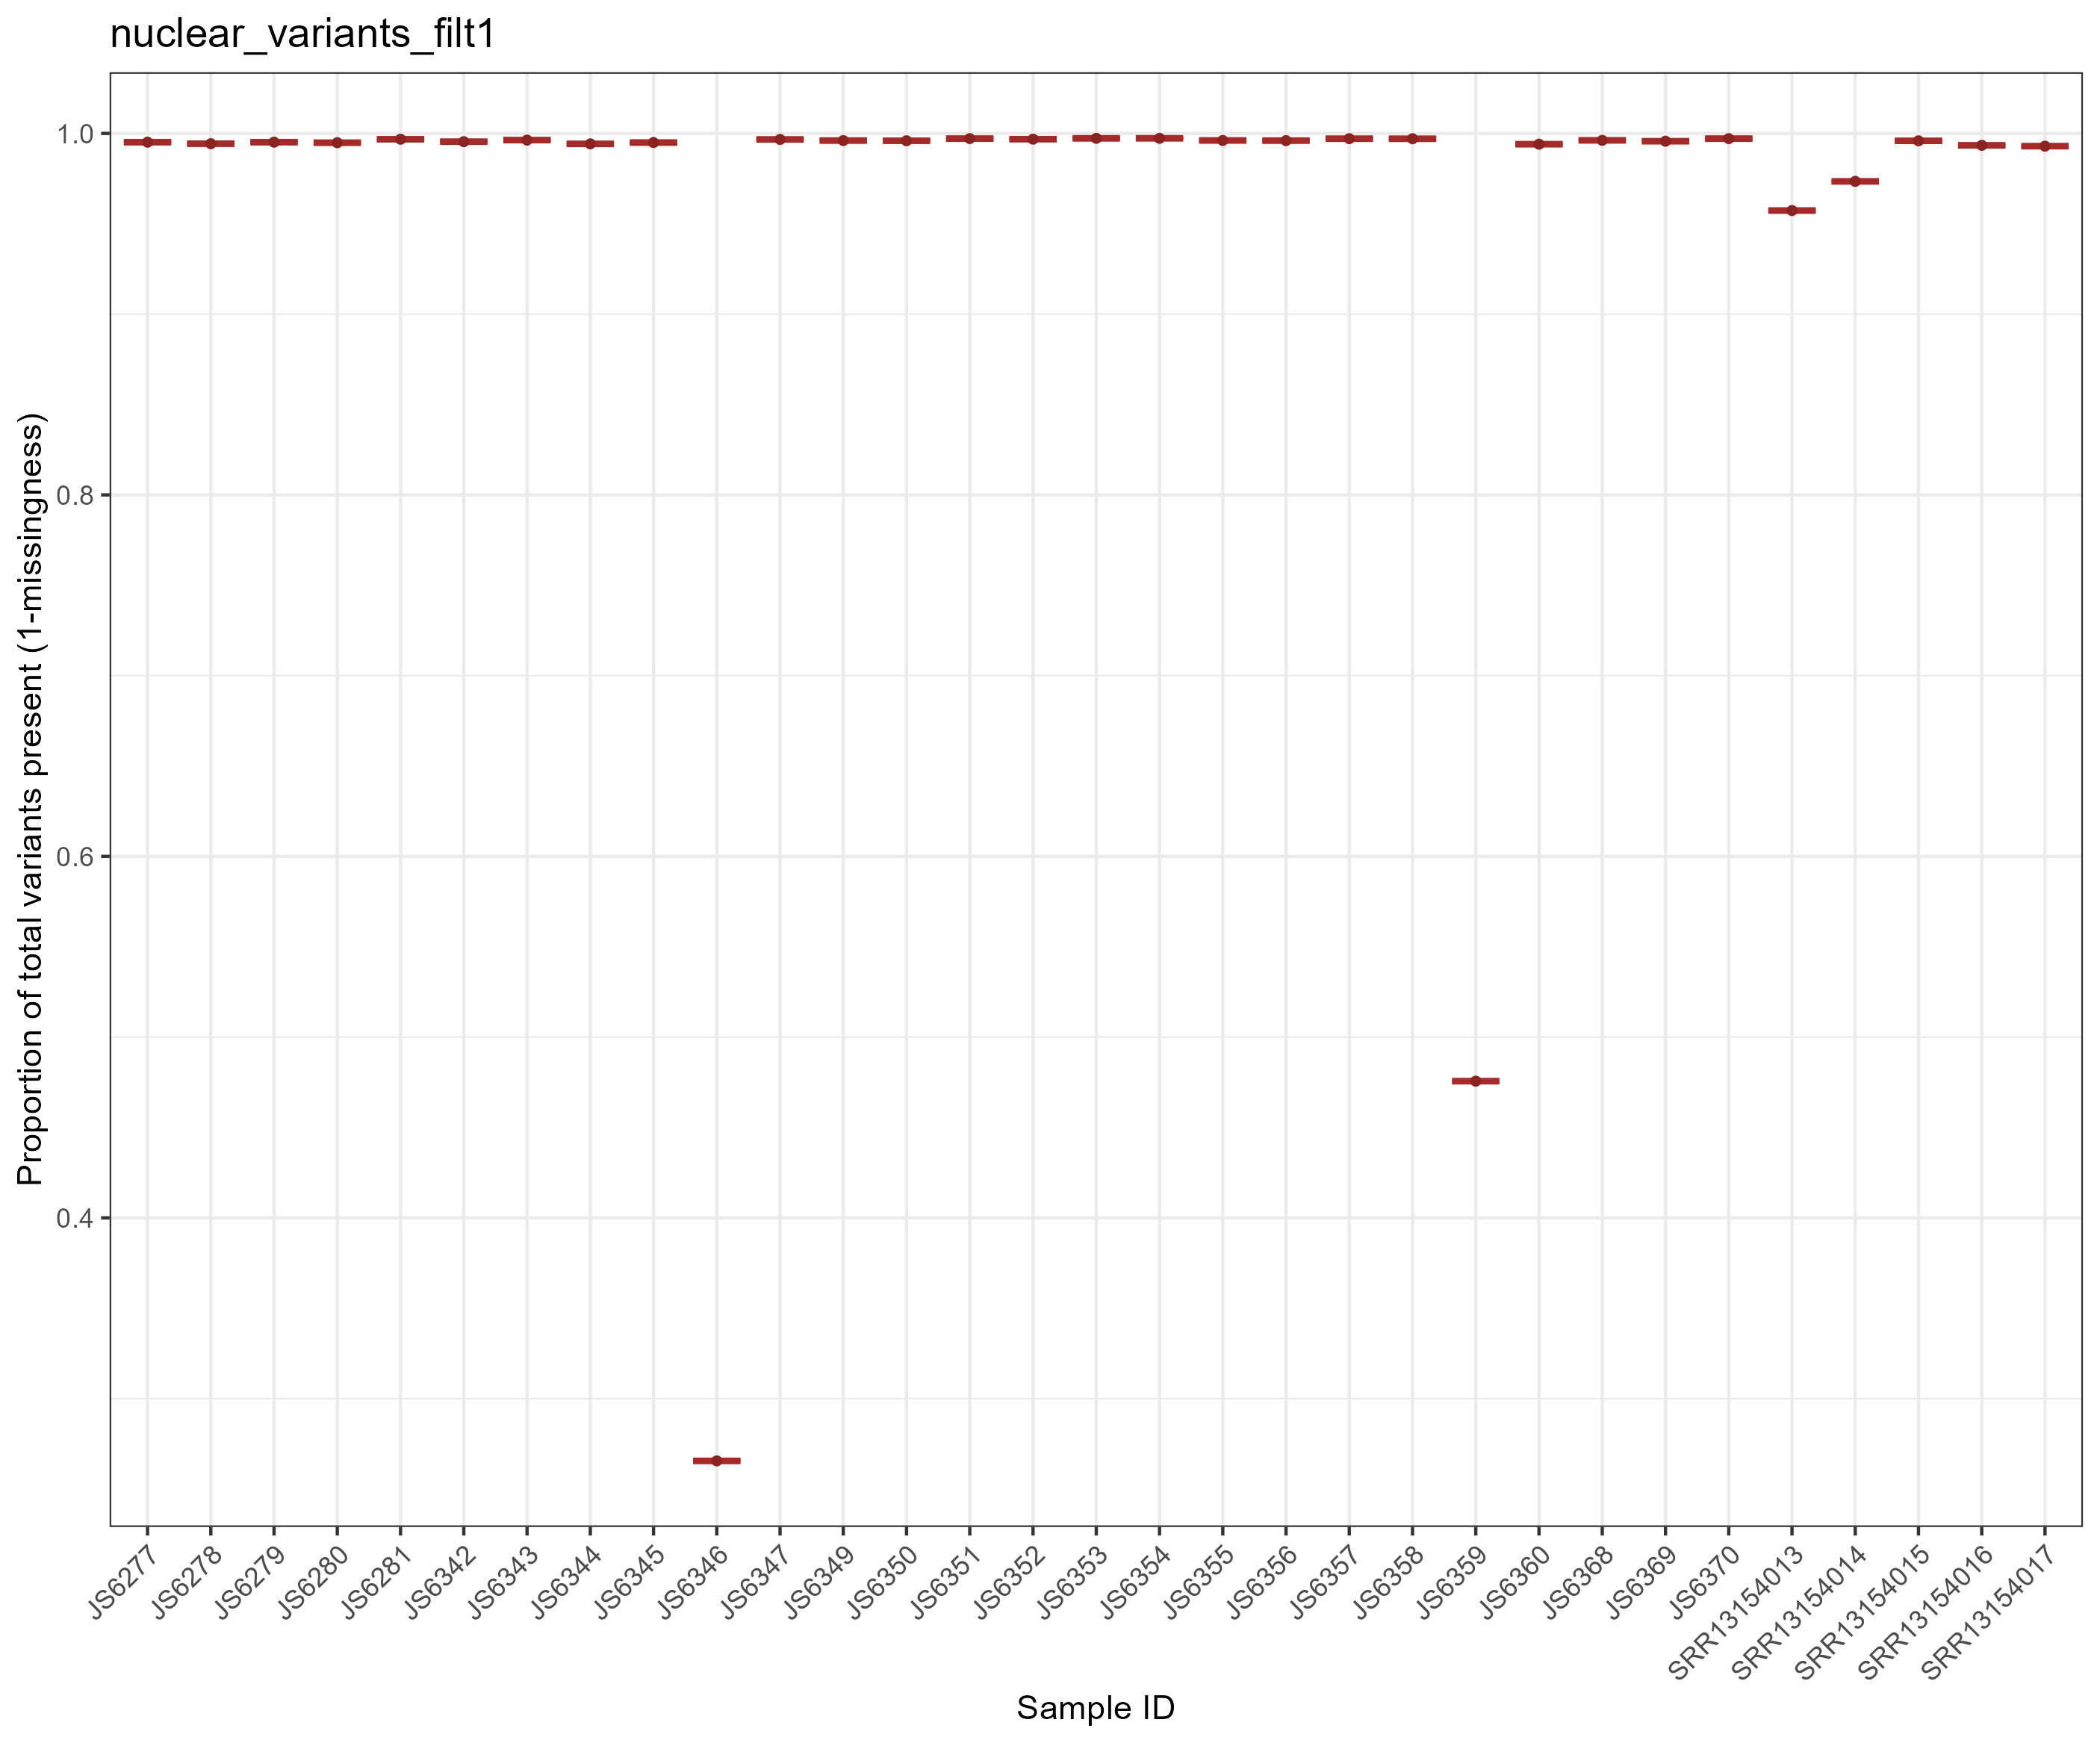 nuclear_variants_filt1
Proportion of total variants present (1-missingness)
1.0
0.8
0.6
0.4
JS6277
JS6278
JS6279
JS6280
JS6281
JS6342
JS6343
JS6344
JS6345
JS6346
JS6347
JS6349
JS6350
JS6351
JS6352
JS6353
JS6354
JS6355
JS6356
JS6357
JS6358
JS6359
JS6360
JS6368
JS6369
JS6370
SRR13154013
SRR13154014
SRR13154015
SRR13154016
SRR13154017
Sample ID